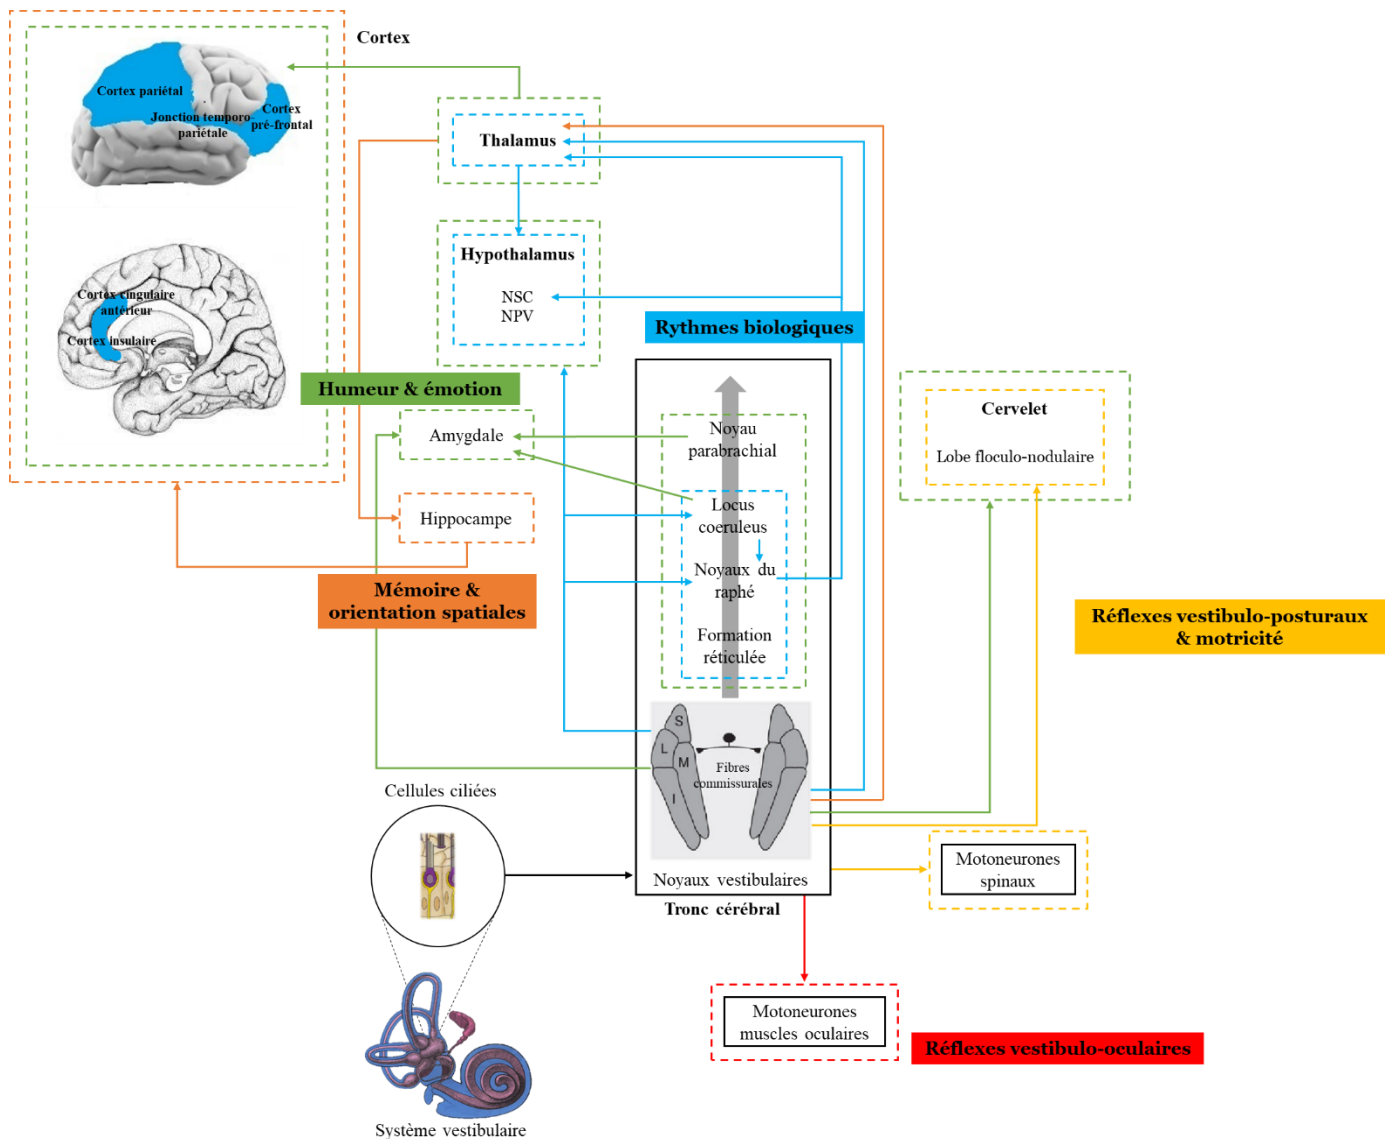 Cortex
Cortex pariétal
Cortex
pré-frontal
Jonction temporo-
pariétale
Thalamus
Cortex cingulaire
antérieur
Cortex insulaire
Hypothalamus
NSC
NPV
Rythmes biologiques
Humeur & émotion
Amygdale
Noyau
parabrachial
Cervelet
Lobe floculo-nodulaire
Hippocampe
Locus
coeruleus
Noyaux du
raphé
Mémoire &
orientation spatiales
Formation
réticulée
Réflexes vestibulo-posturaux
& motricité
S
L
M
I
Fibres
commissurales
Cellules ciliées
Noyaux vestibulaires
Tronc cérébral
Motoneurones
spinaux
Motoneurones
muscles oculaires
Réflexes vestibulo-oculaires
Système vestibulaire